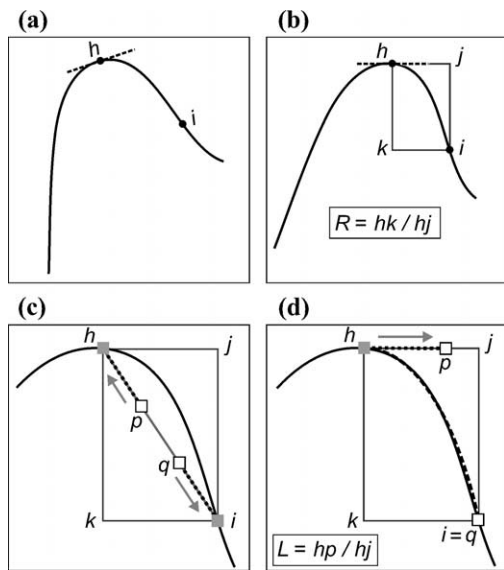 (a)
h
i
(b)
h
j
k
i
R = hk / hj
(c)
h
j
p
q
k
i
(d)
h
j
p
k
i = q
L = hp / hj